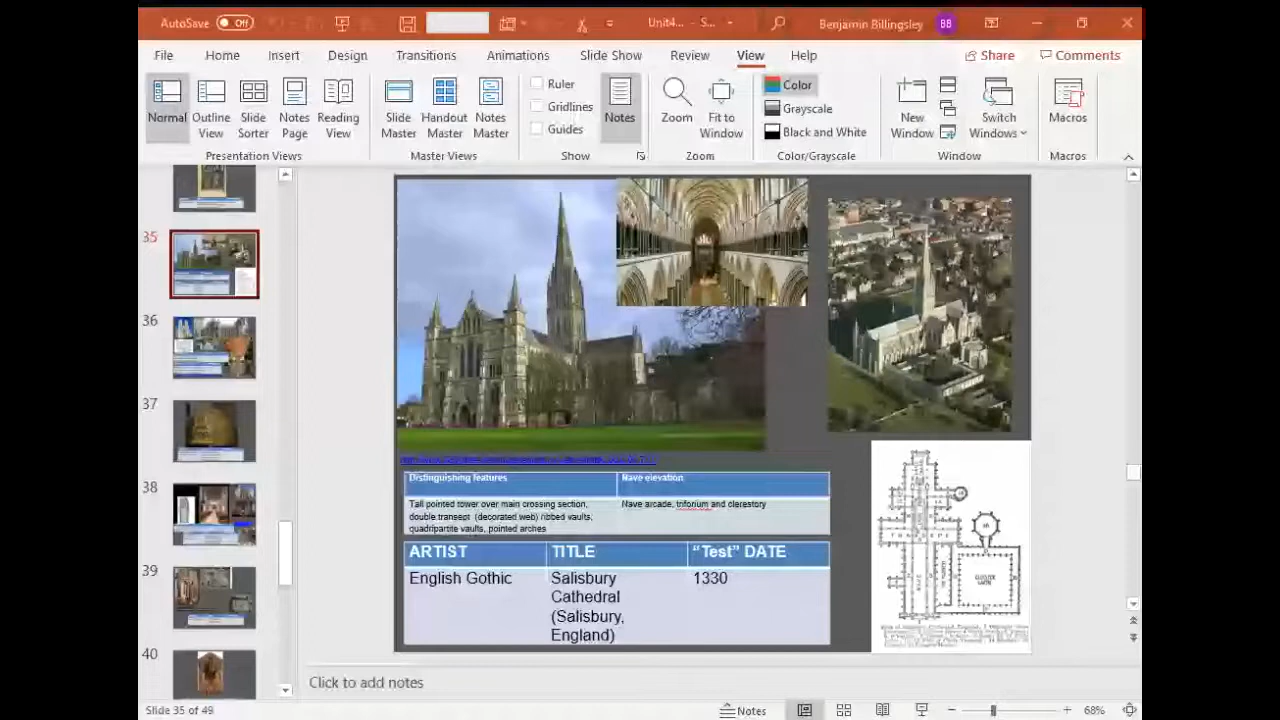 AutoSave Off Unit4... - S... Benjamin Billingsley BB
File Home Insert Design Transitions Animations Slide Show Review View Help Share Comments
Normal Outline View Slide Sorter Notes Page Reading View
Slide Master Handout Master Notes Master
Ruler
Gridlines
Guides
Notes
Zoom Fit to Window
Color
Grayscale
Black and White
New Window Switch Windows Macros
Presentation Views Master Views Show Zoom Color/Grayscale Window Macros
35
36
37
38
39
40
Distinguishing features Nave elevation
Tall pointed tower over main crossing section, Nave arcade, triforium and clerestory
double transept (decorated web) ribbed vaults,
quadripartite vaults, pointed arches
ARTIST TITLE “Test” DATE
English Gothic Salisbury 1330
Cathedral
(Salisbury,
England)
Click to add notes
Slide 35 of 49 Notes 68%